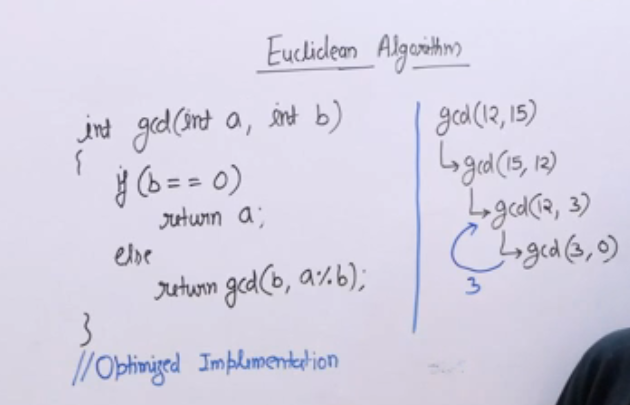 Euclidean Algorithm
int gcd(int a, int b)
{
if (b == 0)
return a;
else
return gcd(b, a%b);
}
//Optimized Implementation
gcd(12, 15)
↳gcd(15, 12)
↳gcd(12, 3)
↳gcd(3, 0)
3